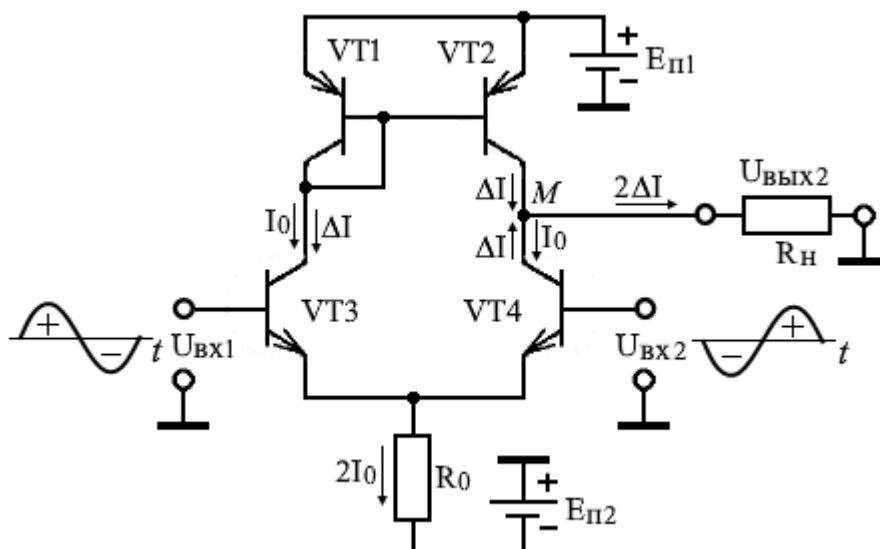 VT1
VT2
+
−
Eп1
Uвых2
I0
ΔI
ΔI
M
2ΔI
ΔI
I0
Rн
+
−
t
Uвх1
VT3
VT4
Uвх2
−
+
t
2I0
R0
+
−
Eп2